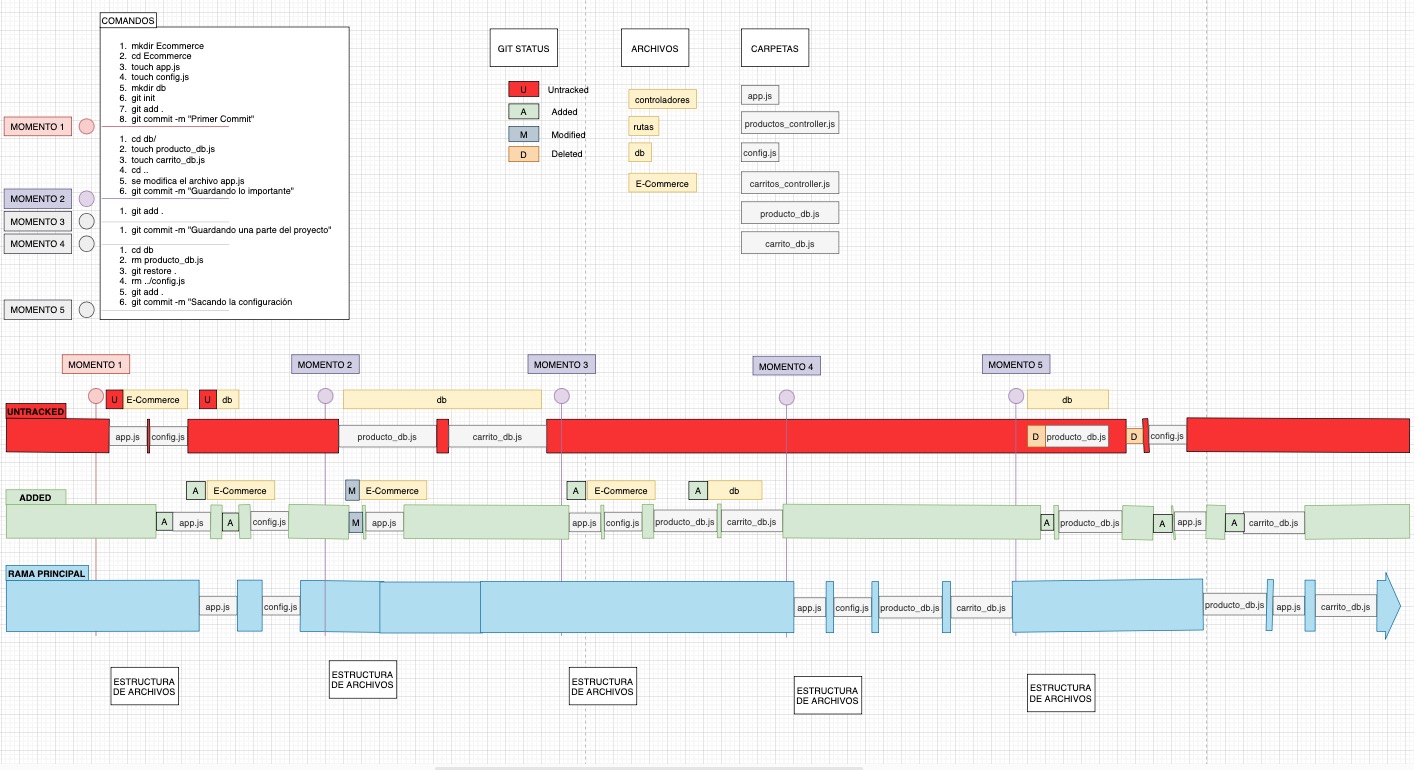 COMANDOS
1. mkdir Ecommerce
2. cd Ecommerce
3. touch app.js
4. touch config.js
5. mkdir db
6. git init
7. git add .
8. git commit -m "Primer Commit"
MOMENTO 1
1. cd db/
2. touch producto_db.js
3. touch carrito_db.js
4. cd ..
5. se modifica el archivo app.js
6. git commit -m "Guardando lo importante"
MOMENTO 2
1. git add .
MOMENTO 3
1. git commit -m "Guardando una parte del proyecto"
MOMENTO 4
1. cd db
2. rm producto_db.js
3. git restore .
4. rm ../config.js
5. git add .
6. git commit -m "Sacando la configuración
MOMENTO 5
GIT STATUS
U Untracked
A Added
M Modified
D Deleted
ARCHIVOS
controladores
rutas
db
E-Commerce
CARPETAS
app.js
productos_controller.js
config.js
carritos_controller.js
producto_db.js
carrito_db.js
MOMENTO 1 MOMENTO 2 MOMENTO 3 MOMENTO 4 MOMENTO 5
U E-Commerce U db db db
UNTRACKED
app.js config.js producto_db.js carrito_db.js D producto_db.js D config.js
A E-Commerce M E-Commerce A E-Commerce A db
ADDED
A app.js A config.js M app.js app.js config.js producto_db.js carrito_db.js A producto_db.js A app.js A carrito_db.js
RAMA PRINCIPAL
app.js config.js app.js config.js producto_db.js carrito_db.js producto_db.js app.js carrito_db.js
ESTRUCTURA
DE ARCHIVOS
ESTRUCTURA
DE ARCHIVOS
ESTRUCTURA
DE ARCHIVOS
ESTRUCTURA
DE ARCHIVOS
ESTRUCTURA
DE ARCHIVOS